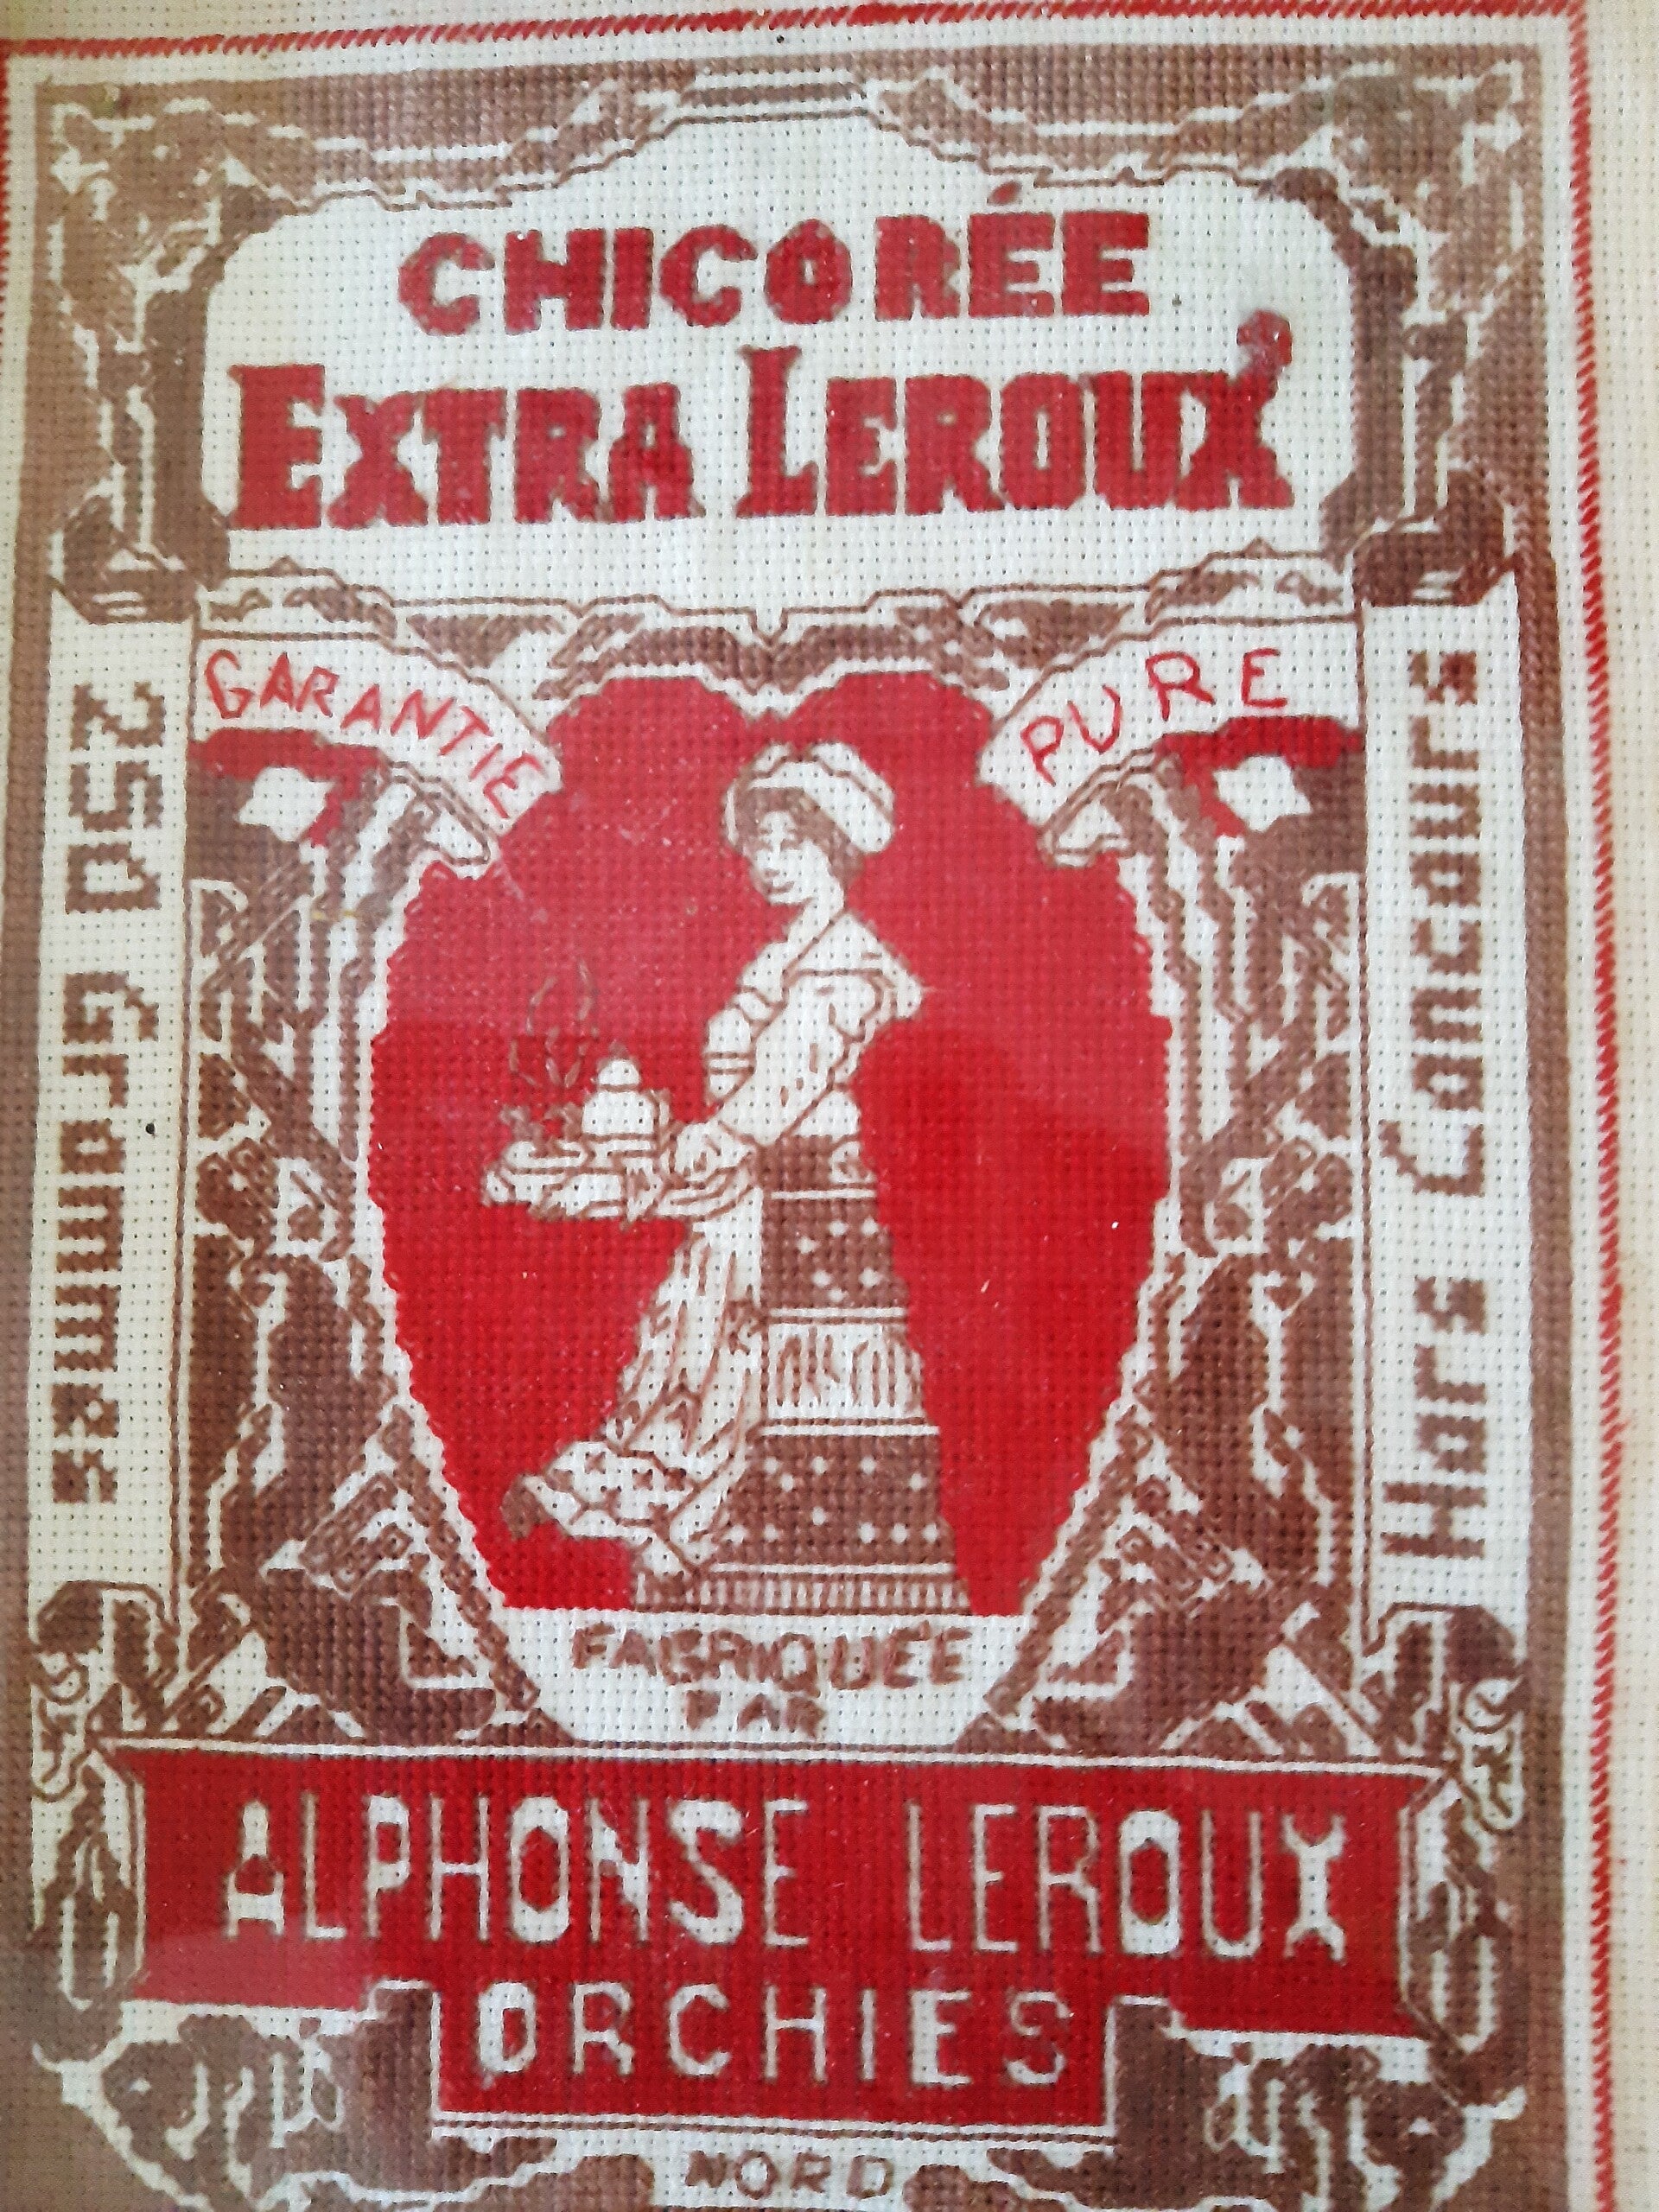 CHICORÉE
EXTRA LEROUX
GARANTIE PURE
250 Grammes
Hors Concours
FABRIQUÉE
PAR
ALPHONSE LEROUX
ORCHIES
NORD